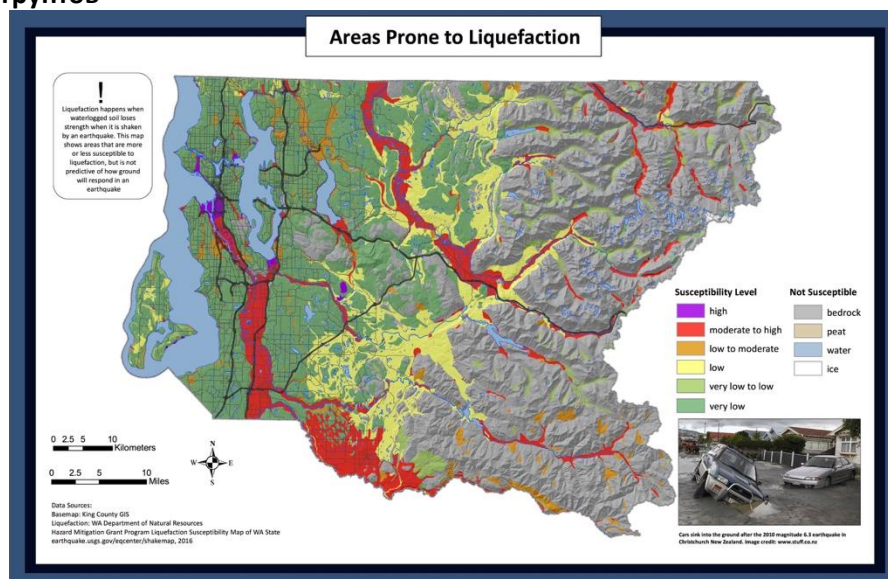 грунтов
Areas Prone to Liquefaction
!
Liquefaction happens when
waterlogged soil loses
strength when it is shaken
by an earthquake. This map
shows areas that are more
or less susceptible to
liquefaction, but is not
predictive of how ground
will respond in an
earthquake
Susceptibility Level
high
moderate to high
low to moderate
low
very low to low
very low
Not Susceptible
bedrock
peat
water
ice
0 2.5 5 10
Kilometers
0 2.5 5 10
Miles
N
W E
S
Data Sources:
Basemap: King County GIS
Liquefaction: WA Department of Natural Resources
Hazard Mitigation Grant Program Liquefaction Susceptibility Map of WA State
earthquake.usgs.gov/eqcenter/shakemap, 2016
Cars sink into the ground after the 2010 magnitude 6.3 earthquake in
Christchurch New Zealand. image credit: www.stuff.co.nz